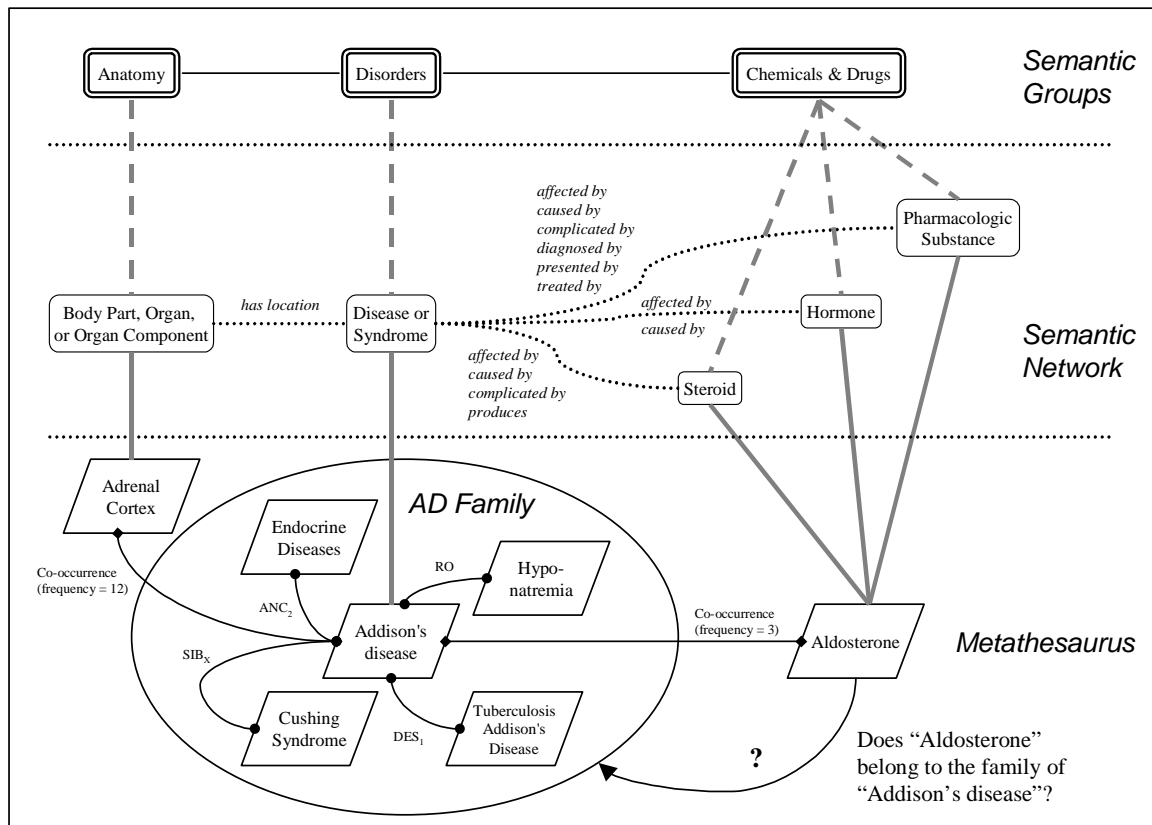 Anatomy
Disorders
Chemicals & Drugs
Semantic
Groups
affected by
caused by
complicated by
diagnosed by
presented by
treated by
Pharmacologic
Substance
Body Part, Organ,
or Organ Component
has location
Disease or
Syndrome
affected by
caused by
Hormone
Semantic
Network
affected by
caused by
complicated by
produces
Steroid
Adrenal
Cortex
AD Family
Endocrine
Diseases
Co-occurrence
(frequency = 12)
RO
Hypo-
natremia
ANC2
Addison's
disease
Co-occurrence
(frequency = 3)
Aldosterone
Metathesaurus
SIBX
Cushing
Syndrome
DES1
Tuberculosis
Addison's
Disease
?
Does “Aldosterone”
belong to the family of
“Addison’s disease”?